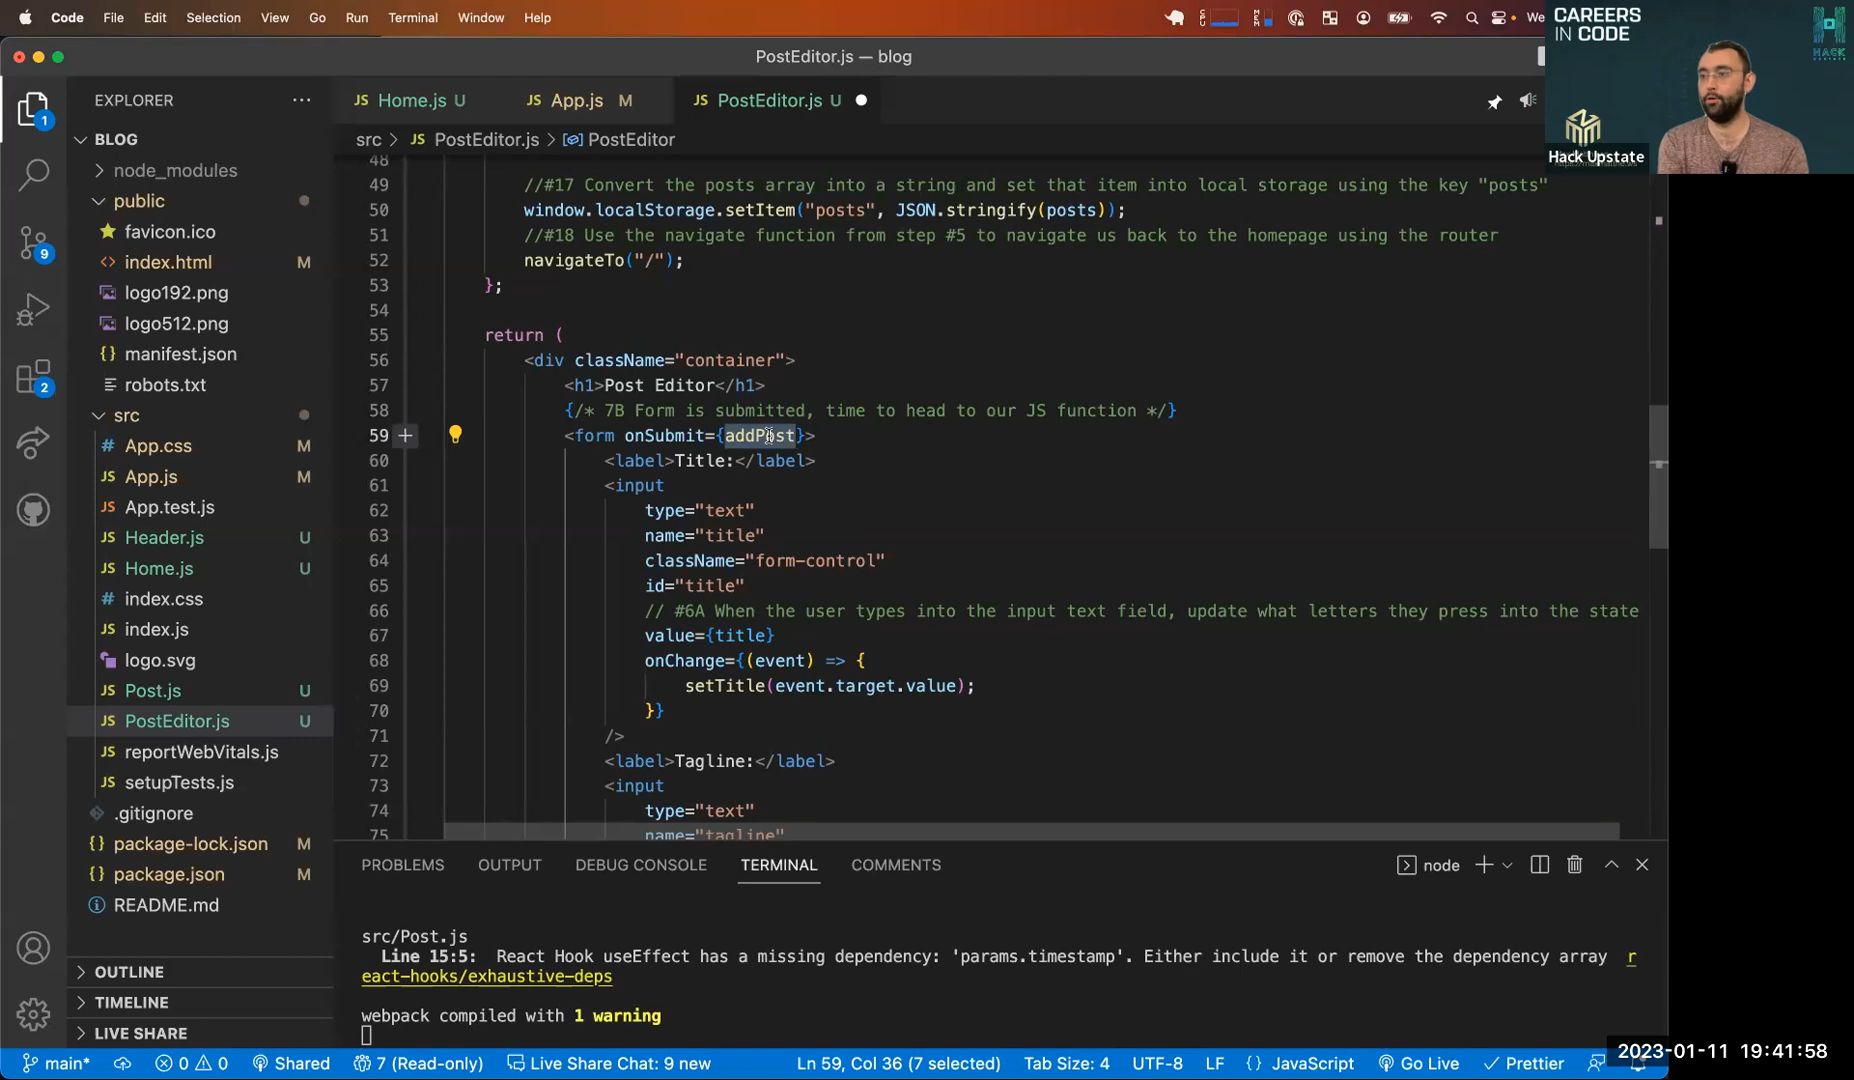 Code File Edit Selection View Go Run Terminal Window Help
CPU MEM We
CAREERS IN CODE
HACK UPSTATE
PostEditor.js — blog
Hack Upstate
EXPLORER ...
Home.js U App.js M PostEditor.js U
BLOG
src > PostEditor.js > PostEditor
node_modules
public
favicon.ico
index.html M
logo192.png
logo512.png
manifest.json
robots.txt
src
App.css
App.js M
App.test.js
Header.js U
Home.js U
index.css
index.js
logo.svg
Post.js U
PostEditor.js U
reportWebVitals.js
setupTests.js
.gitignore
package-lock.json M
package.json M
README.md
OUTLINE
TIMELINE
LIVE SHARE
1
9
2
48
49 //#17 Convert the posts array into a string and set that item into local storage using the key "posts"
50 window.localStorage.setItem("posts", JSON.stringify(posts));
51 //#18 Use the navigate function from step #5 to navigate us back to the homepage using the router
52 navigateTo("/");
53 };
54
55 return (
56 <div className="container">
57 <h1>Post Editor</h1>
58 {/* 7B Form is submitted, time to head to our JS function */}
59 <form onSubmit={addPost}>
60 <label>Title:</label>
61 <input
62 type="text"
63 name="title"
64 className="form-control"
65 id="title"
66 // #6A When the user types into the input text field, update what letters they press into the state
67 value={title}
68 onChange={(event) => {
69 setTitle(event.target.value);
70 }}
71 />
72 <label>Tagline:</label>
73 <input
74 type="text"
75 name="tagline"
PROBLEMS OUTPUT DEBUG CONSOLE TERMINAL COMMENTS node
src/Post.js
Line 15:5: React Hook useEffect has a missing dependency: 'params.timestamp'. Either include it or remove the dependency array r
eact-hooks/exhaustive-deps
webpack compiled with 1 warning
main* 0 0 Shared 7 (Read-only) Live Share Chat: 9 new Ln 59, Col 36 (7 selected) Tab Size: 4 UTF-8 LF {} JavaScript Go Live Prettier
2023-01-11 19:41:58